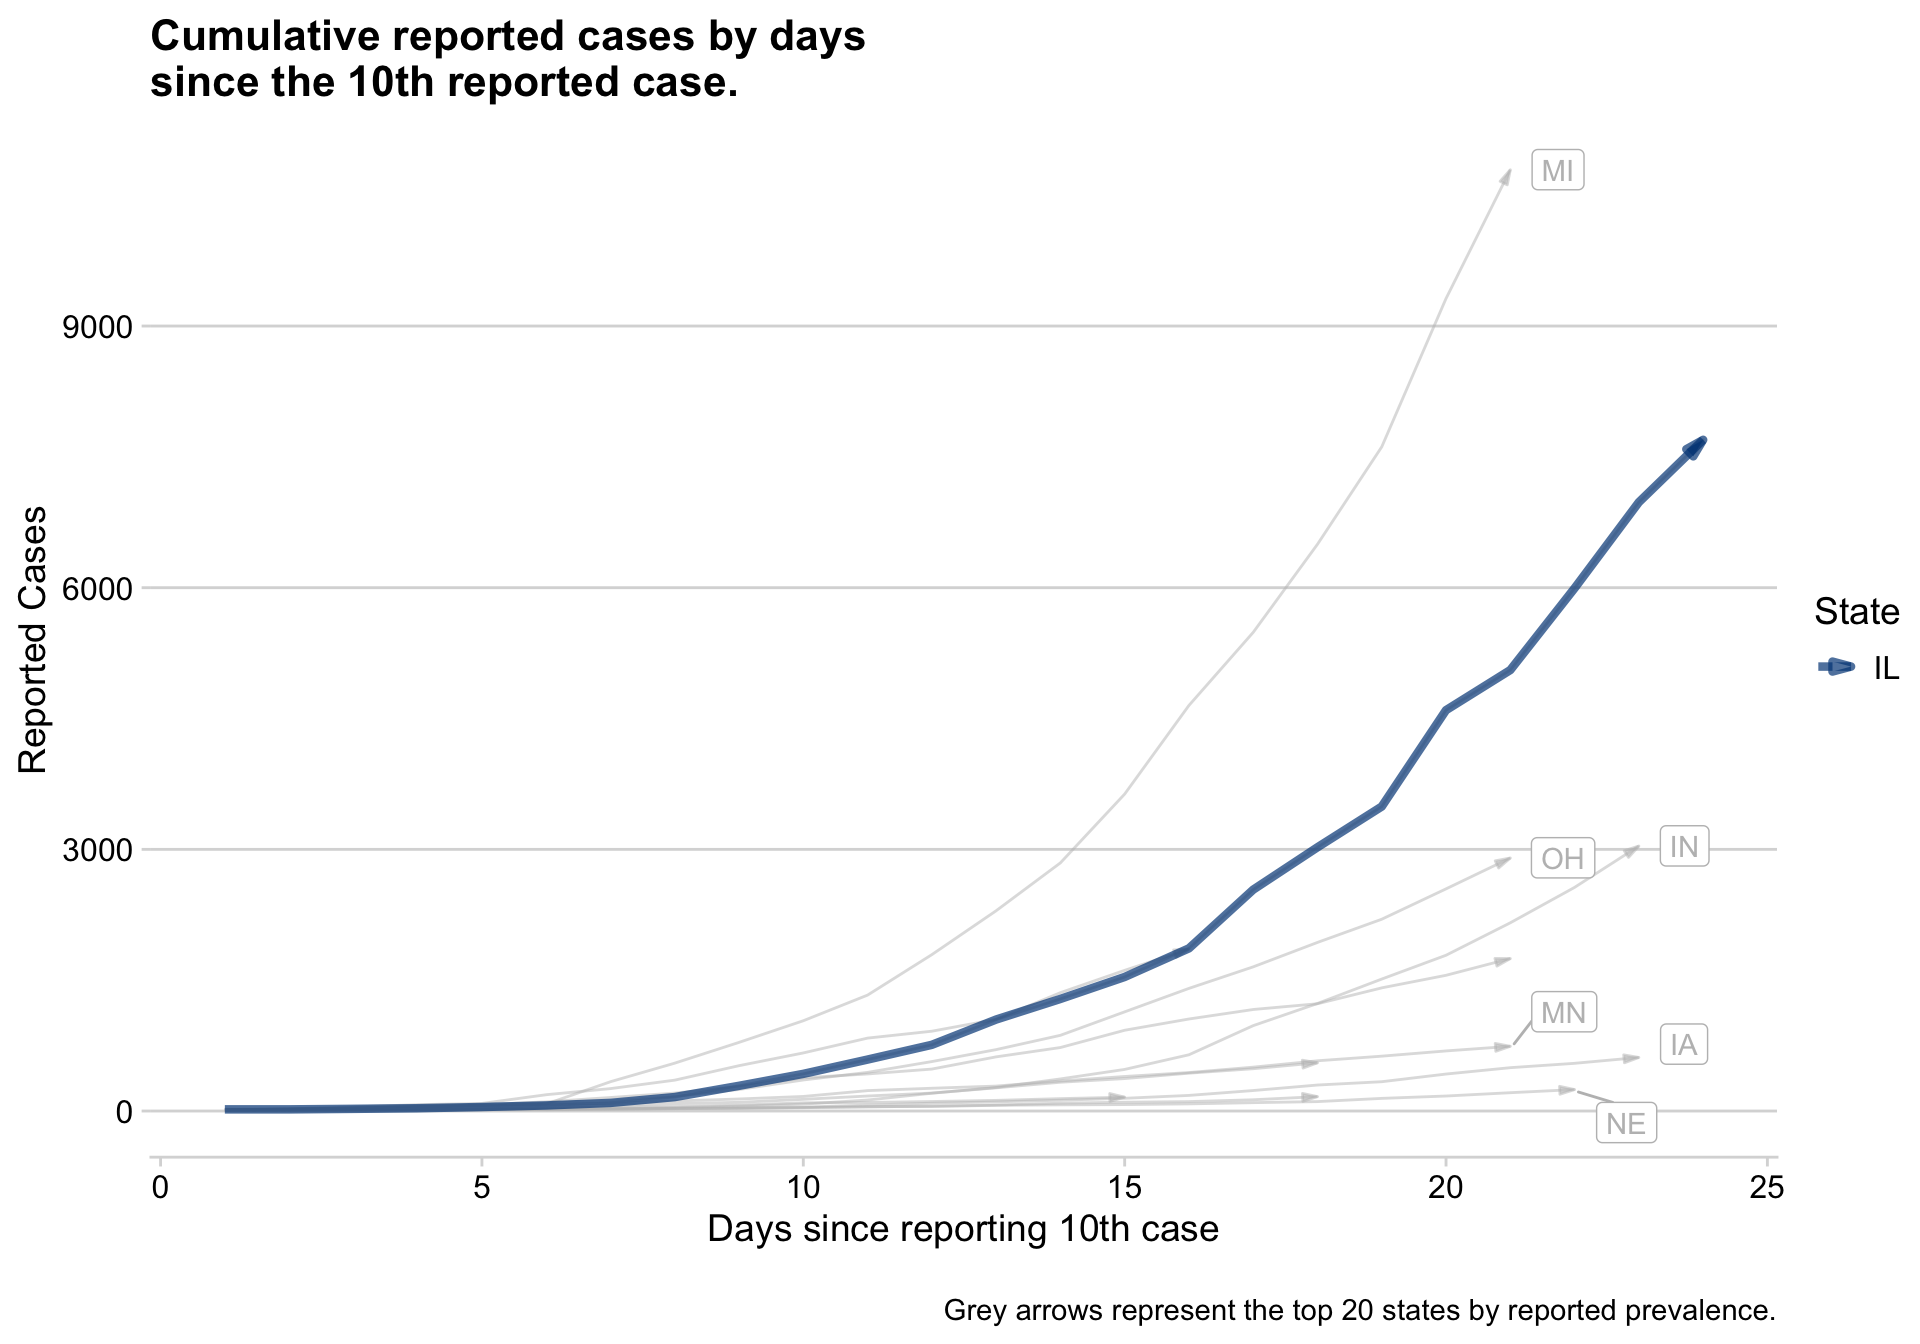 Cumulative reported cases by days
since the 10th reported case.
MI
9000
Reported Cases
6000
State
IL
3000
OH
IN
MN
IA
0
NE
0 5 10 15 20 25
Days since reporting 10th case
Grey arrows represent the top 20 states by reported prevalence.